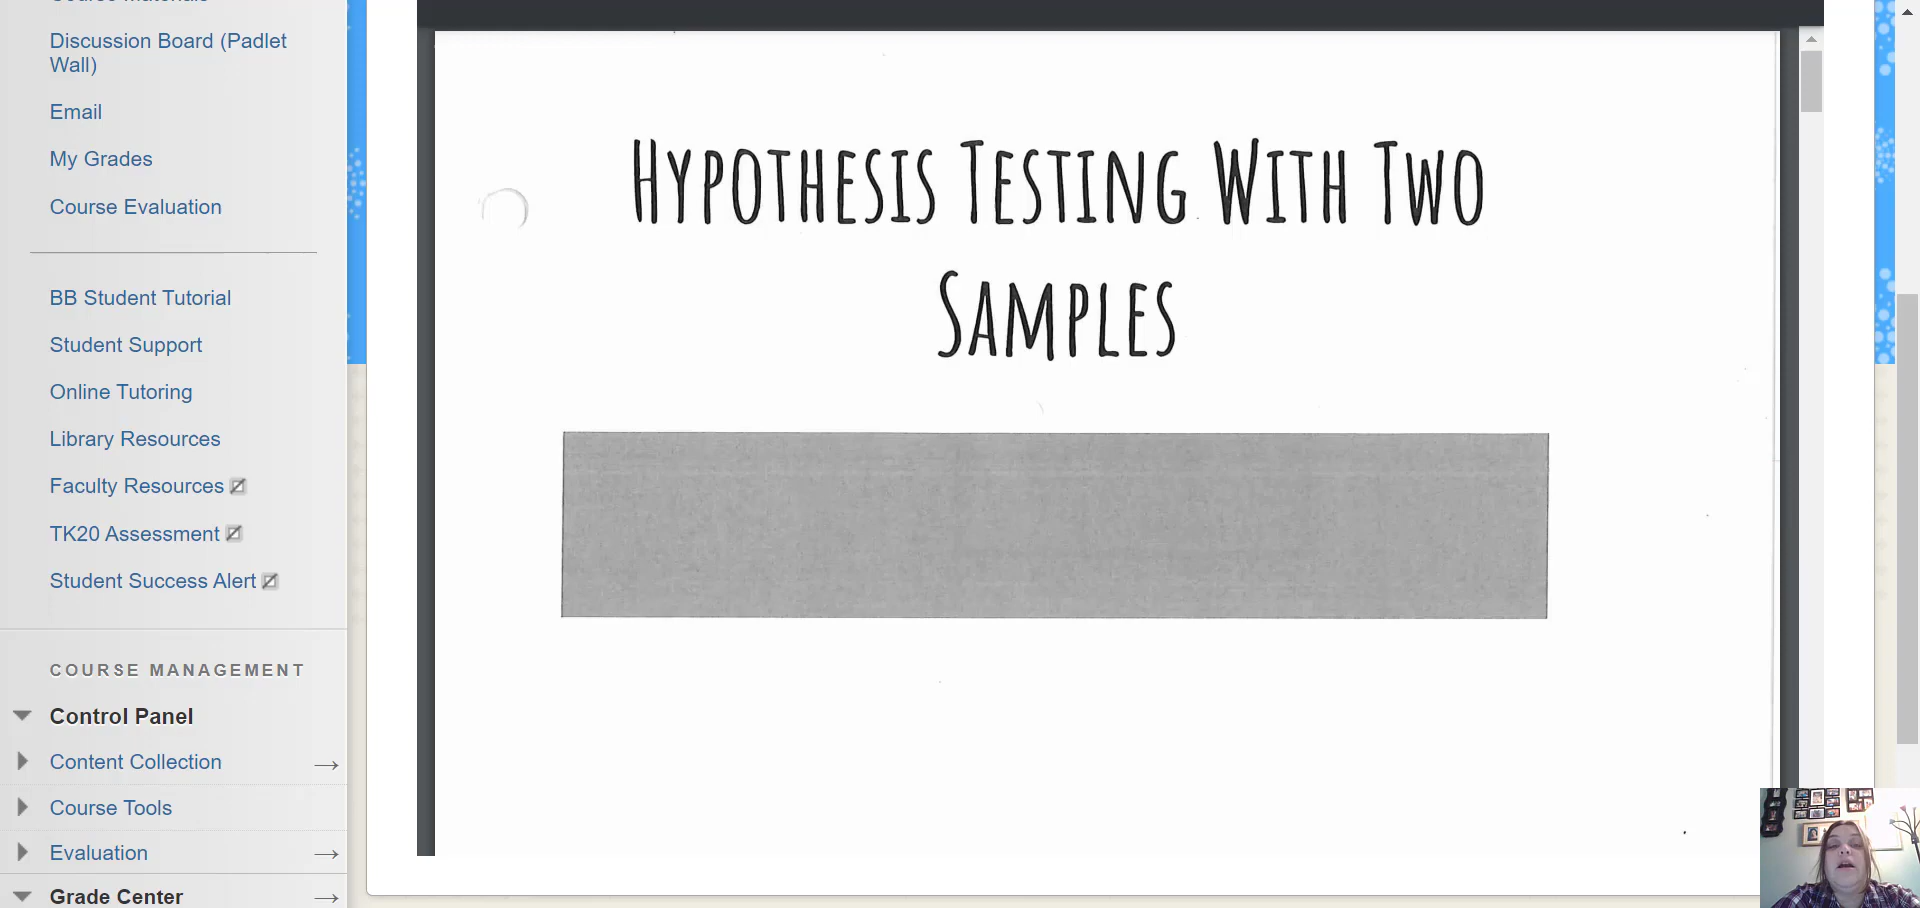 Discussion Board (Padlet
Wall)
Email
My Grades
Course Evaluation
BB Student Tutorial
Student Support
Online Tutoring
Library Resources
Faculty Resources
TK20 Assessment
Student Success Alert
COURSE MANAGEMENT
Control Panel
Content Collection
Course Tools
Evaluation
Grade Center
HYPOTHESIS TESTING WITH TWO
SAMPLES